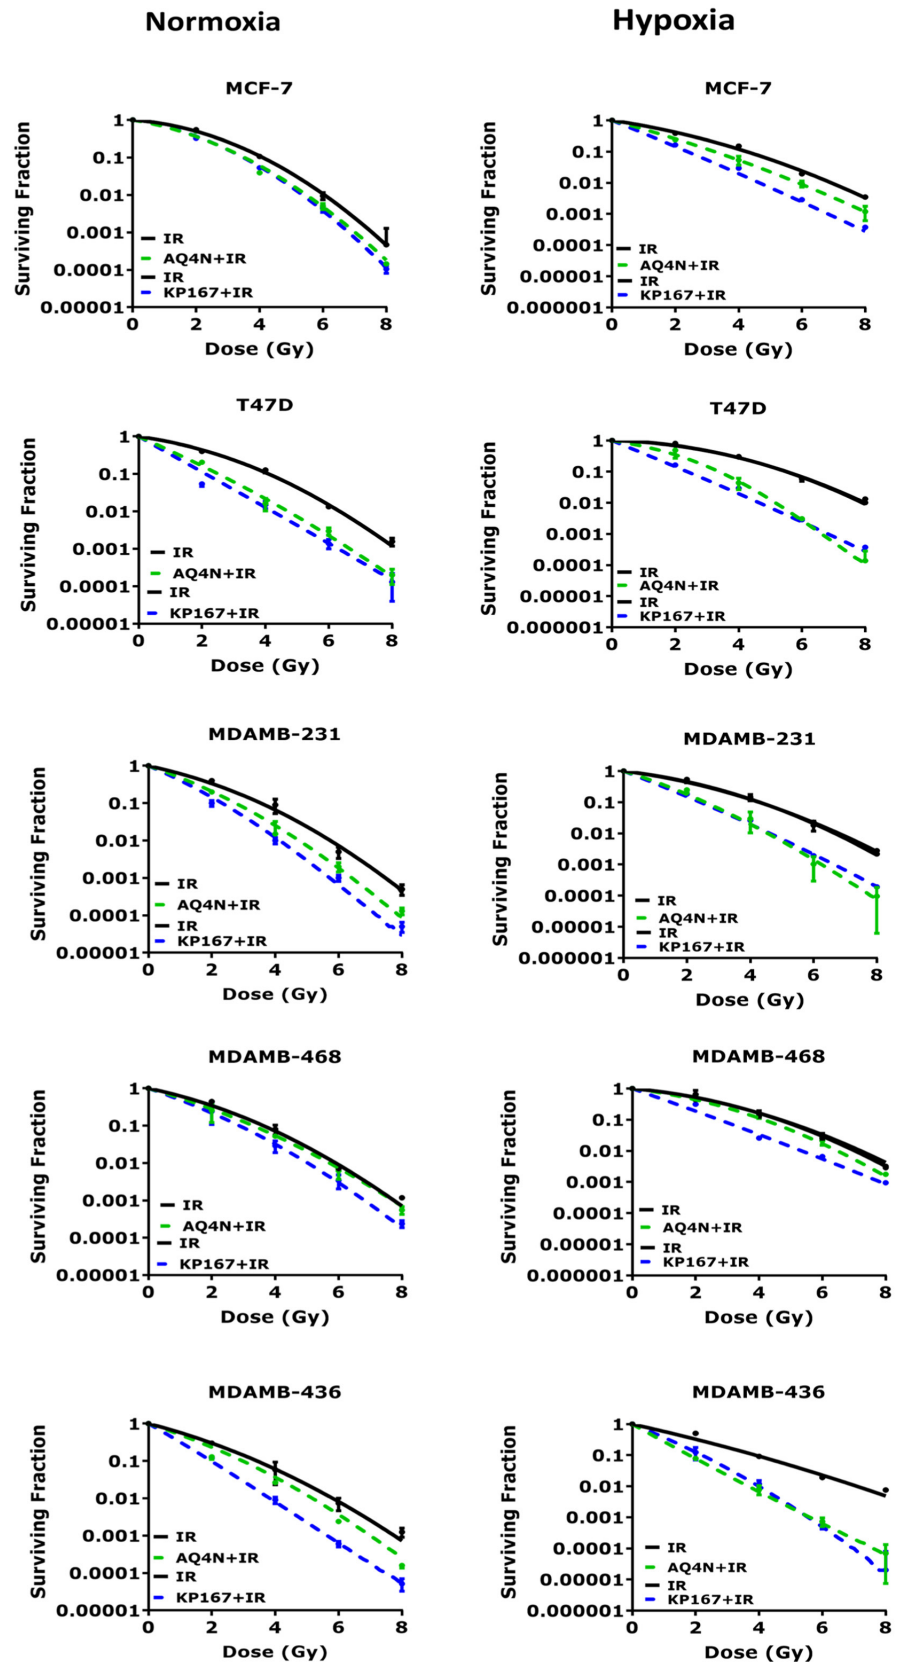 Normoxia
Hypoxia
MCF-7
Surviving Fraction
1
0.1
0.01
0.001
0.0001
0.00001
IR
AQ4N+IR
IR
KP167+IR
0 2 4 6 8
Dose (Gy)
MCF-7
Surviving Fraction
1
0.1
0.01
0.001
0.0001
0.00001
0.000001
IR
AQ4N+IR
IR
KP167+IR
0 2 4 6 8
Dose (Gy)
T47D
Surviving Fraction
1
0.1
0.01
0.001
0.0001
0.00001
IR
AQ4N+IR
IR
KP167+IR
0 2 4 6 8
Dose (Gy)
T47D
Surviving Fraction
1
0.1
0.01
0.001
0.0001
0.00001
0.000001
IR
AQ4N+IR
IR
KP167+IR
0 2 4 6 8
Dose (Gy)
MDAMB-231
Surviving Fraction
1
0.1
0.01
0.001
0.0001
0.00001
IR
AQ4N+IR
IR
KP167+IR
0 2 4 6 8
Dose (Gy)
MDAMB-231
Surviving Fraction
1
0.1
0.01
0.001
0.0001
0.00001
0.000001
IR
AQ4N+IR
IR
KP167+IR
0 2 4 6 8
Dose (Gy)
MDAMB-468
Surviving Fraction
1
0.1
0.01
0.001
0.0001
0.00001
IR
AQ4N+IR
IR
KP167+IR
0 2 4 6 8
Dose (Gy)
MDAMB-468
Surviving Fraction
1
0.1
0.01
0.001
0.0001
0.00001
0.000001
IR
AQ4N+IR
IR
KP167+IR
0 2 4 6 8
Dose (Gy)
MDAMB-436
Surviving Fraction
1
0.1
0.01
0.001
0.0001
0.00001
IR
AQ4N+IR
IR
KP167+IR
0 2 4 6 8
Dose (Gy)
MDAMB-436
Surviving Fraction
1
0.1
0.01
0.001
0.0001
0.00001
0.000001
IR
AQ4N+IR
IR
KP167+IR
0 2 4 6 8
Dose (Gy)